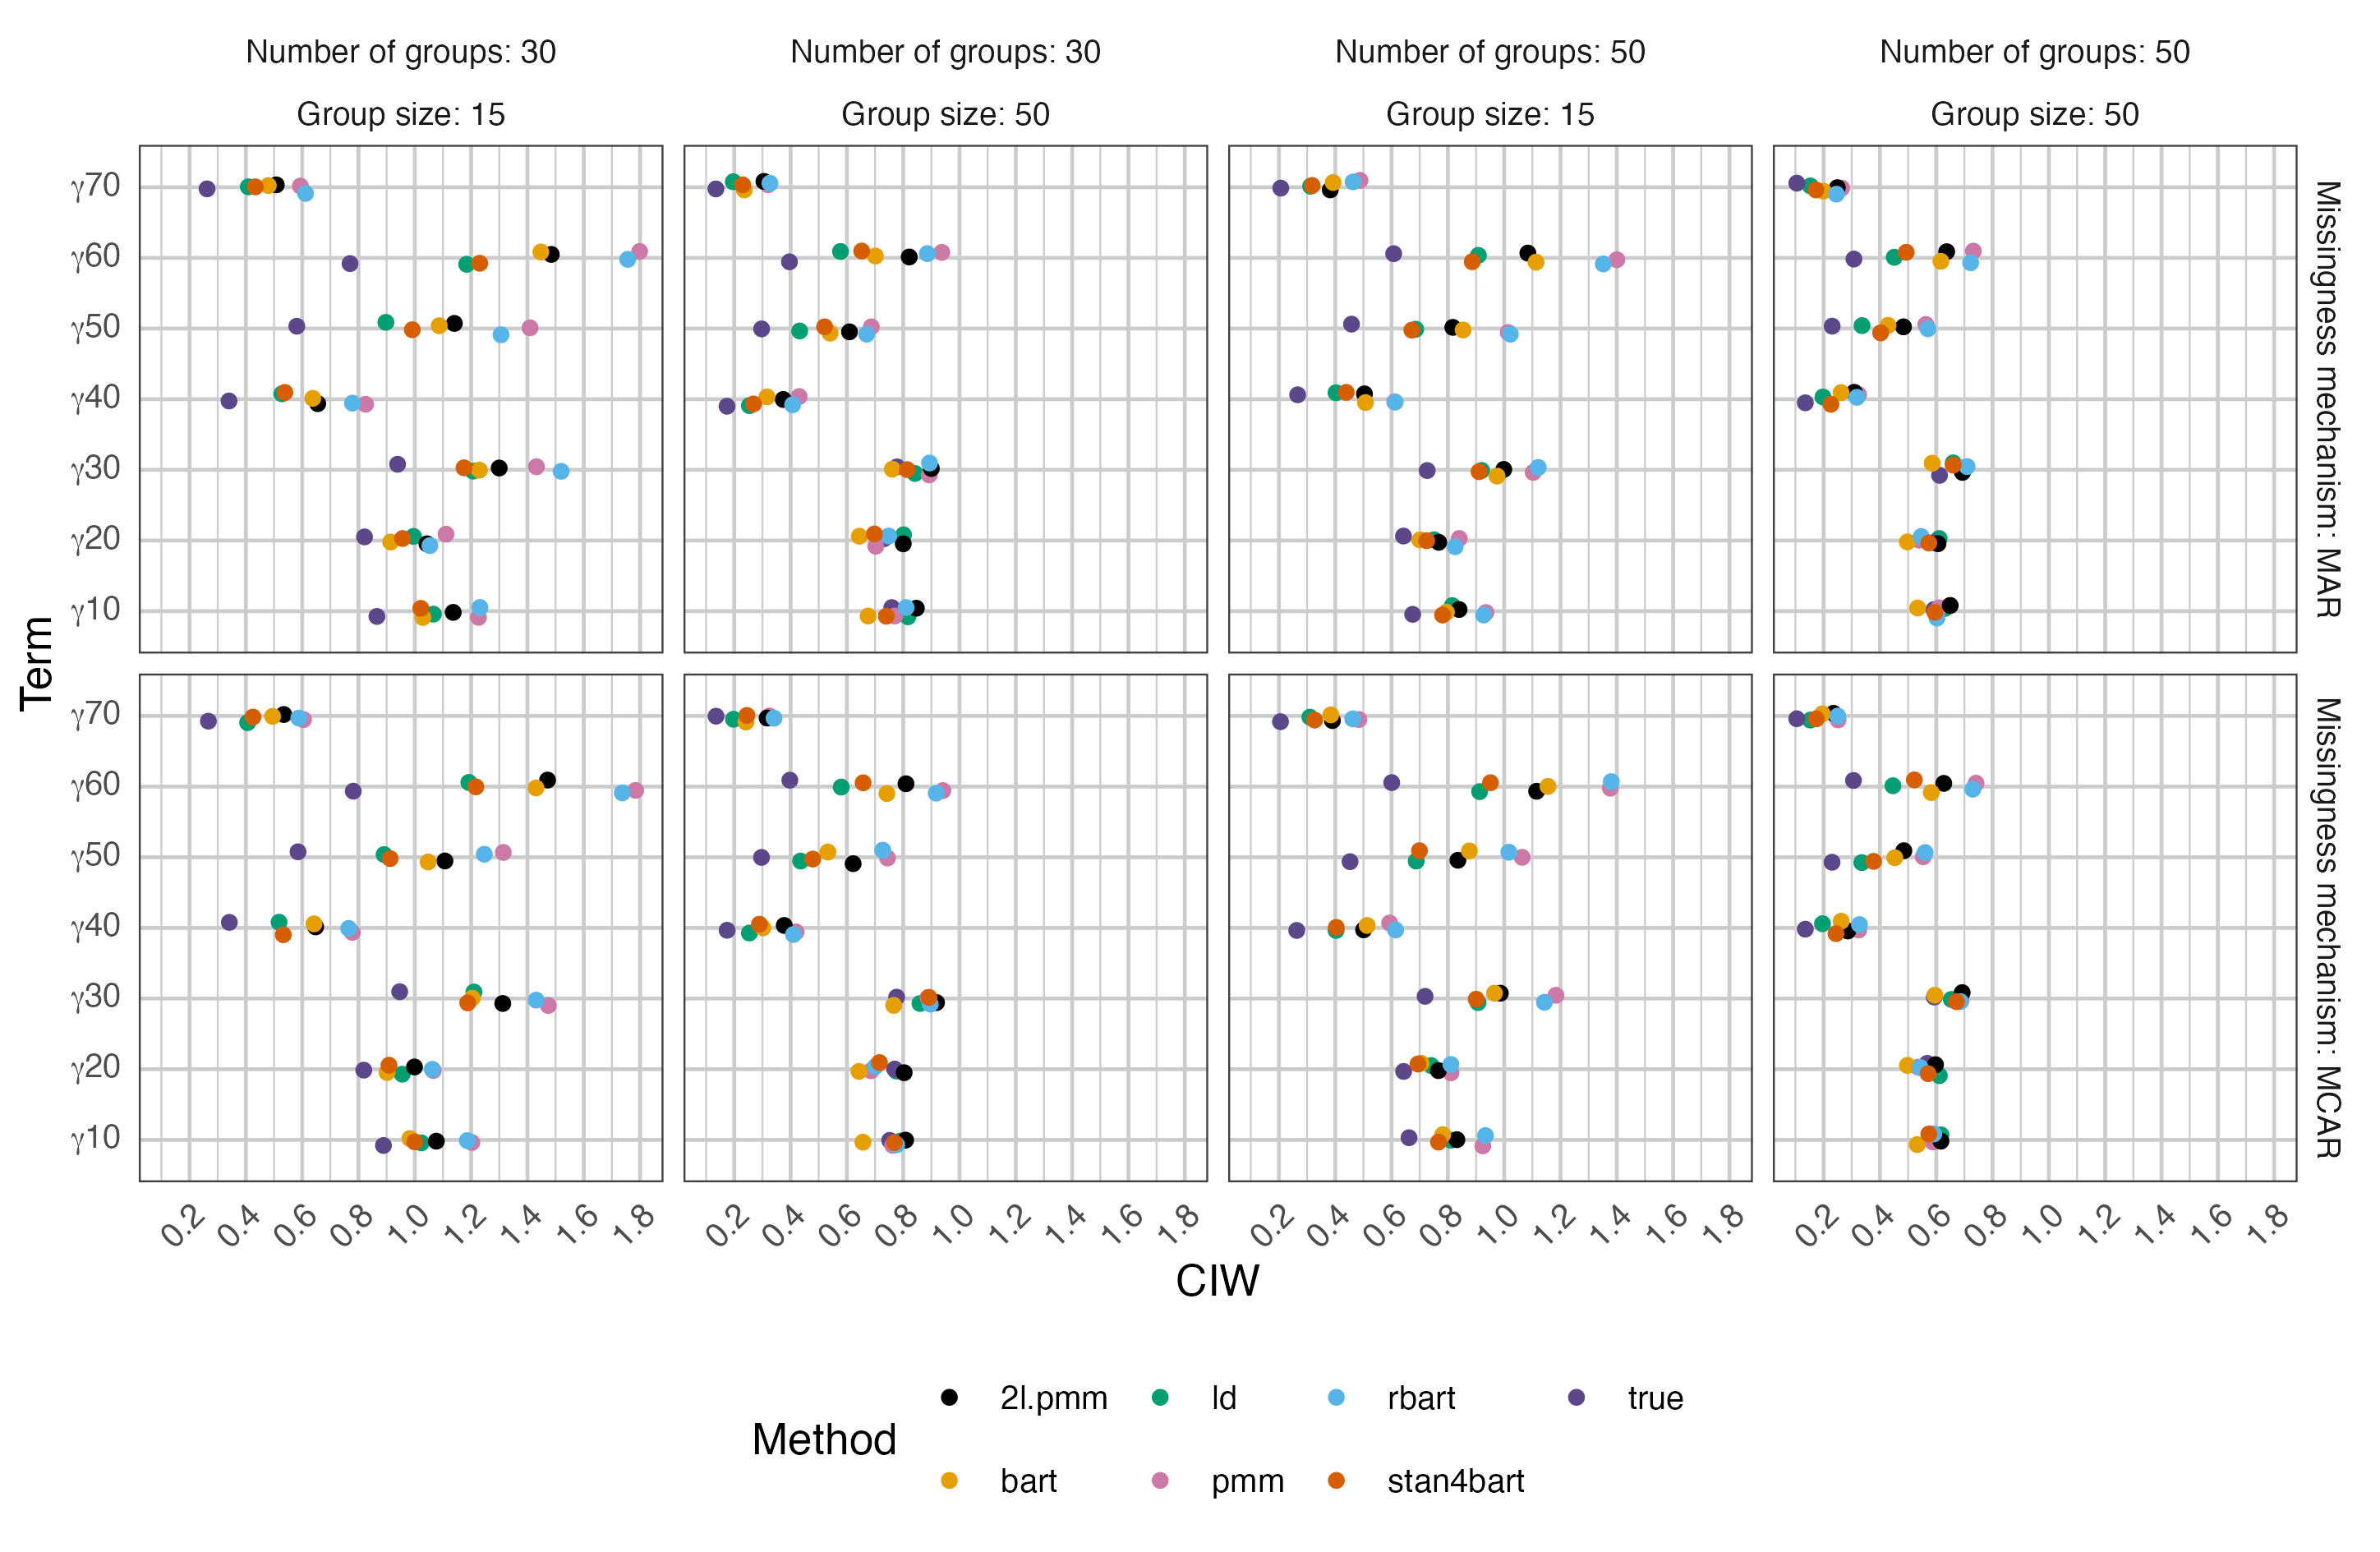 Number of groups: 30
Number of groups: 30
Number of groups: 50
Number of groups: 50
Group size: 15
Group size: 50
Group size: 15
Group size: 50
γ70
γ60
γ50
γ40
γ30
γ20
γ10
Missingness mechanism: MAR
Term
γ70
γ60
γ50
γ40
γ30
γ20
γ10
Missingness mechanism: MCAR
0.2 0.4 0.6 0.8 1.0 1.2 1.4 1.6 1.8
0.2 0.4 0.6 0.8 1.0 1.2 1.4 1.6 1.8
0.2 0.4 0.6 0.8 1.0 1.2 1.4 1.6 1.8
0.2 0.4 0.6 0.8 1.0 1.2 1.4 1.6 1.8
CIW
Method
2l.pmm
ld
rbart
true
bart
pmm
stan4bart